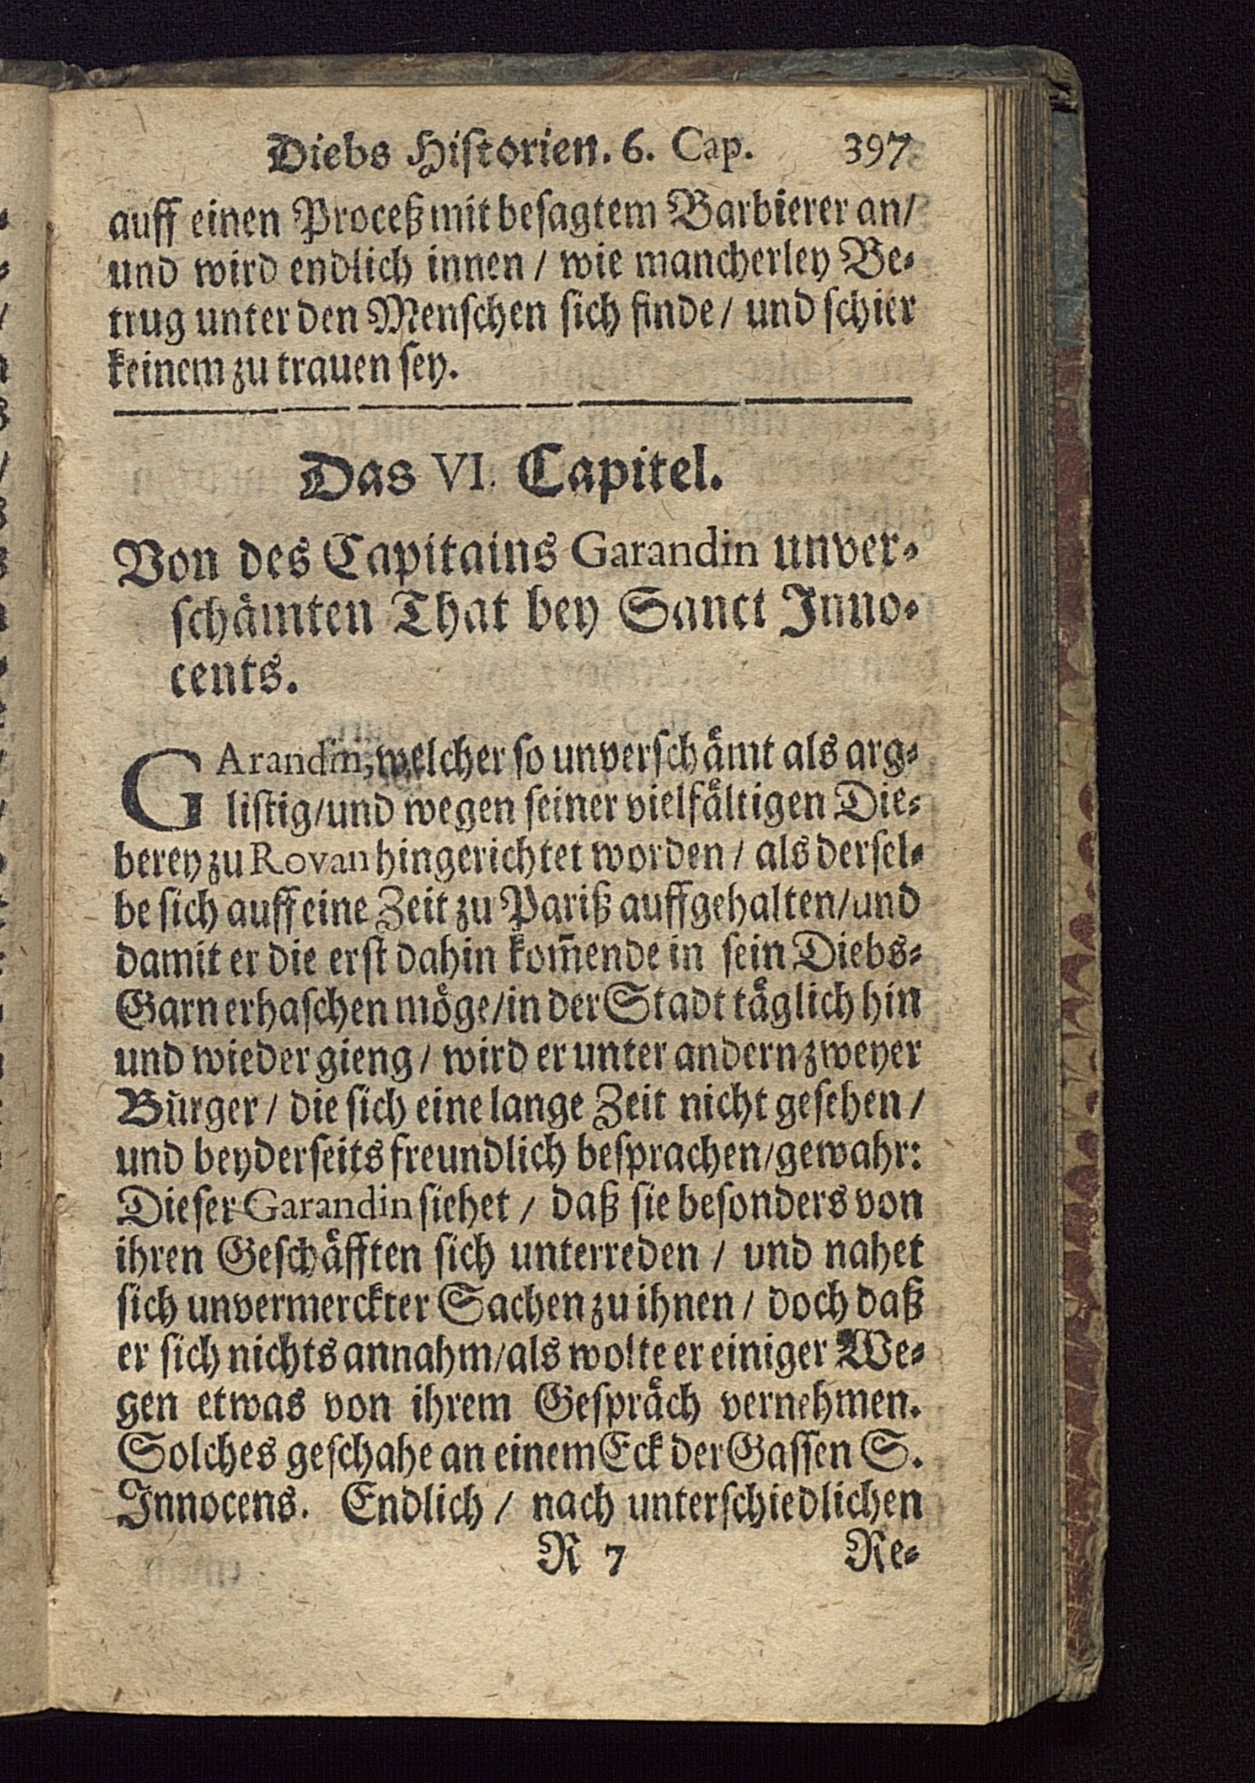 Diebs Historien. 6. Cap. 397
auff einen Proceß mit besagtem Barbierer an/
und wird endlich innen / wie mancherley Be-
trug unter den Menschen sich finde / und schier
keinem zu trauen sey.
Das VI. Capitel.
Von des Capitains Garandin unver-
schämten That bey Sanct Inno-
cents.
GArandin, welcher so unverschämt als arg-
listig/und wegen seiner vielfältigen Die-
berey zu Rovan hingerichtet worden / als dersel-
be sich auff eine Zeit zu Pariß auffgehalten/und
damit er die erst dahin kom̄ende in sein Diebs-
Garn erhaschen möge/in der Stadt täglich hin
und wieder gieng / wird er unter andern zweyer
Bürger / die sich eine lange Zeit nicht gesehen /
und beyderseits freundlich besprachen/gewahr:
Dieser Garandin siehet / daß sie besonders von
ihren Geschäfften sich unterreden / und nahet
sich unvermerckter Sachen zu ihnen / doch daß
er sich nichts annahm/als wolte er einiger We-
gen etwas von ihrem Gespräch vernehmen.
Solches geschahe an einem Eck der Gassen S.
Innocens. Endlich / nach unterschiedlichen
R 7 Re-